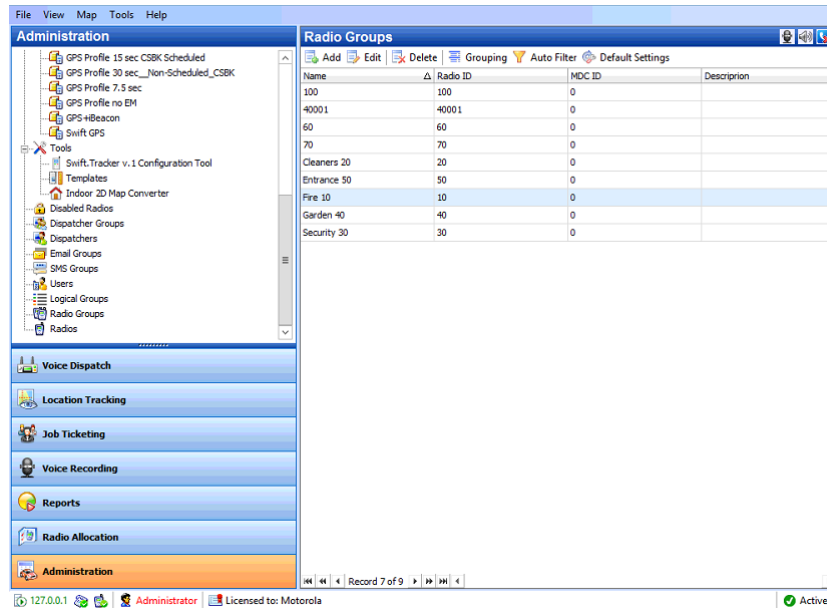 File View Map Tools Help
Administration
GPS Profile 15 sec CSBK Scheduled
GPS Profile 30 sec__Non-Scheduled_CSBK
GPS Profile 7.5 sec
GPS Profile no EM
GPS+iBeacon
Swift GPS
Tools
Swift.Tracker v.1 Configuration Tool
Templates
Indoor 2D Map Converter
Disabled Radios
Dispatcher Groups
Dispatchers
Email Groups
SMS Groups
Users
Logical Groups
Radio Groups
Radios
Voice Dispatch
Location Tracking
Job Ticketing
Voice Recording
Reports
Radio Allocation
Administration
Radio Groups
Add Edit Delete Grouping Auto Filter Default Settings
Name Radio ID MDC ID Descriprion
100 100 0
40001 40001 0
60 60 0
70 70 0
Cleaners 20 20 0
Entrance 50 50 0
Fire 10 10 0
Garden 40 40 0
Security 30 30 0
Record 7 of 9
127.0.0.1 Administrator Licensed to: Motorola Active